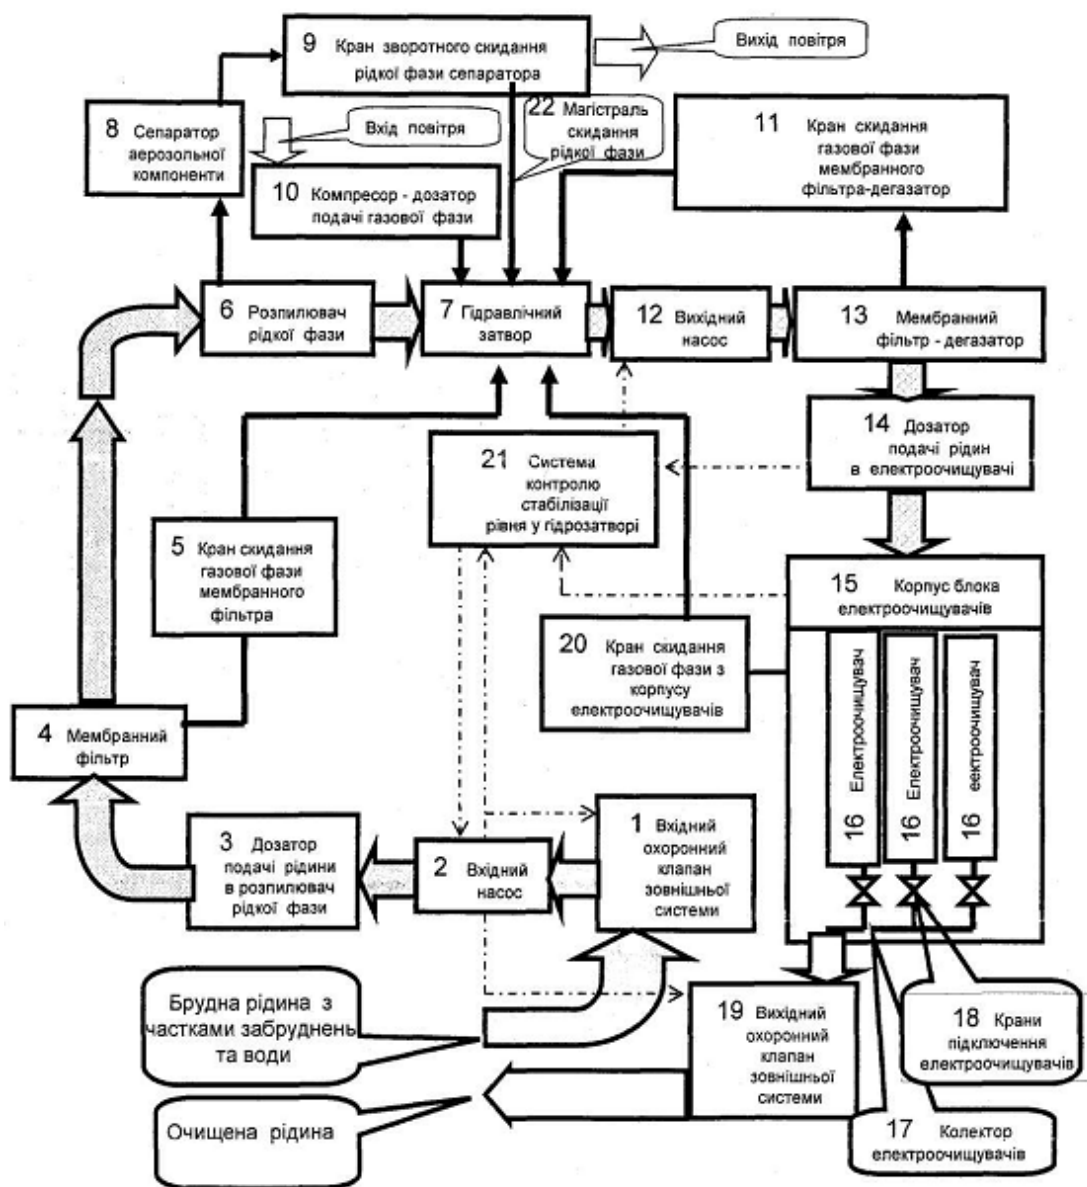 9 Кран зворотного скидання
рідкої фази сепаратора
Вихід повітря
8 Сепаратор
аерозольної
компоненти
Вхід повітря
22 Магістраль
скидання
рідкої фази
11 Кран скидання
газової фази
мембранного
фільтра-дегазатор
10 Компресор - дозатор
подачі газової фази
6 Розпилювач
рідкої фази
7 Гідравлічний
затвор
12 Вихідний
насос
13 Мембранний
фільтр - дегазатор
14 Дозатор
подачі рідин
в електроочищувачі
21 Система
контролю
стабілізації
рівня у гідрозатворі
5 Кран скидання
газової фази
мембранного
фільтра
15 Корпус блока
електроочищувачів
20 Кран скидання
газової фази з
корпусу
електроочищувачів
16 Електроочищувач
16 Електроочищувач
16 еектроочищувач
4 Мембранний
фільтр
3 Дозатор
подачі рідини
в розпилювач
рідкої фази
2 Вхідний
насос
1 Вхідний
охоронний
клапан
зовнішньої
системи
Брудна рідина з
частками забруднень
та води
19 Вихідний
охоронний
клапан
зовнішньої
системи
18 Крани
підключення
електроочищувачів
Очищена рідина
17 Колектор
електроочищувачів